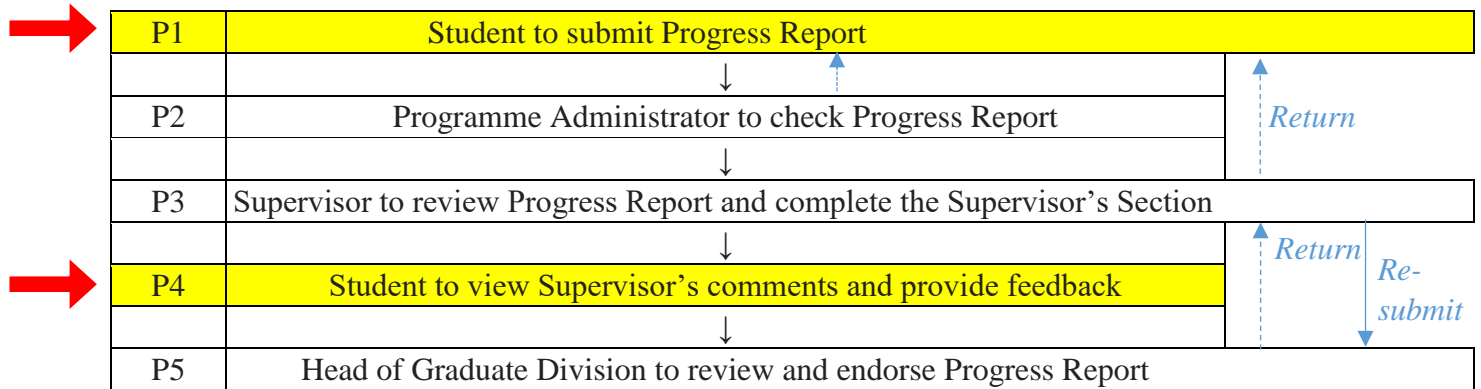 P1 Student to submit Progress Report
↓
P2 Programme Administrator to check Progress Report Return
↓
P3 Supervisor to review Progress Report and complete the Supervisor’s Section
↓ Return Re-
P4 Student to view Supervisor’s comments and provide feedback submit
↓
P5 Head of Graduate Division to review and endorse Progress Report